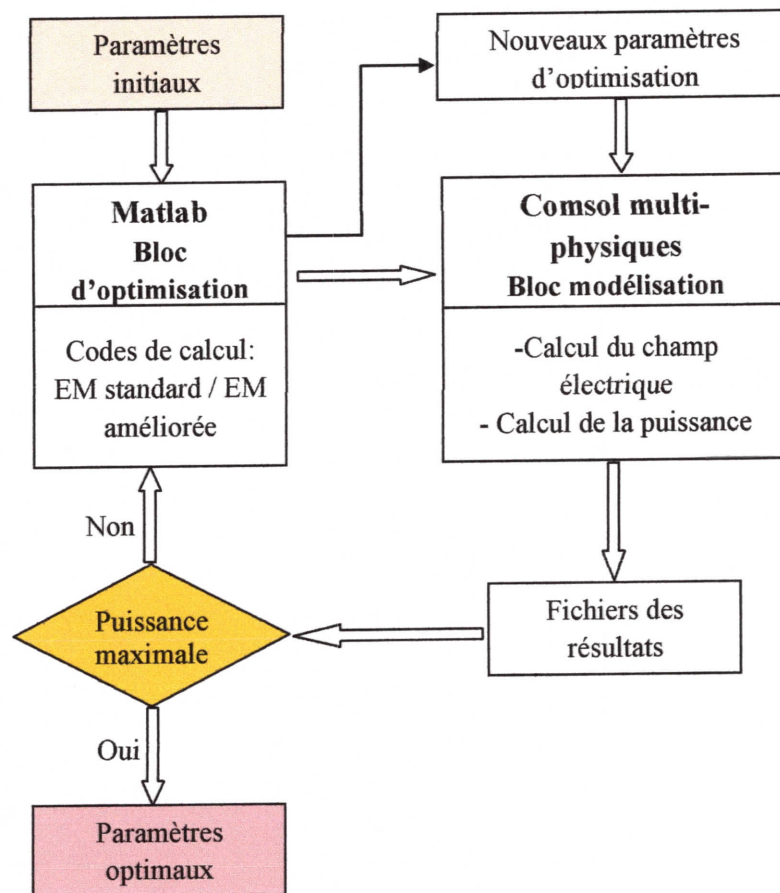 Paramètres
initiaux
Nouveaux paramètres
d'optimisation
Matlab
Bloc
d'optimisation
Codes de calcul:
EM standard / EM
améliorée
Comsol multi-
physiques
Bloc modélisation
-Calcul du champ
électrique
- Calcul de la puissance
Non
Puissance
maximale
Fichiers des
résultats
Oui
Paramètres
optimaux